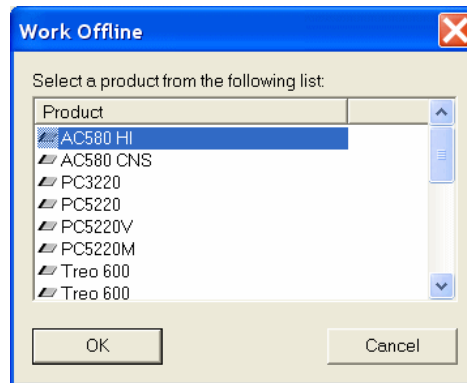 Work Offline
Select a product from the following list:
Product
AC580 HI
AC580 CNS
PC3220
PC5220
PC5220V
PC5220M
Treo 600
Treo 600
OK Cancel